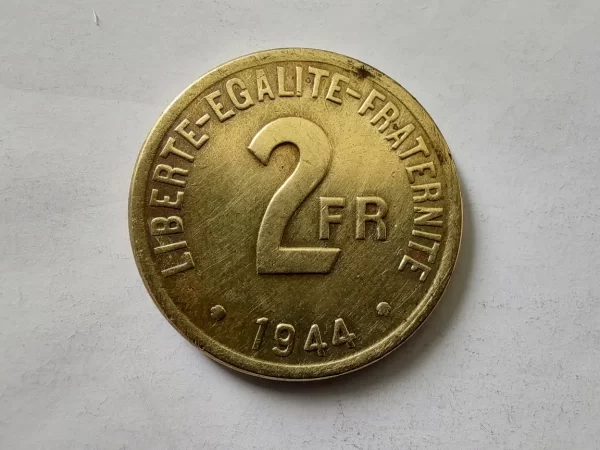 LIBERTE-EGALITE-FRATERNITE
2 FR
• 1944 •